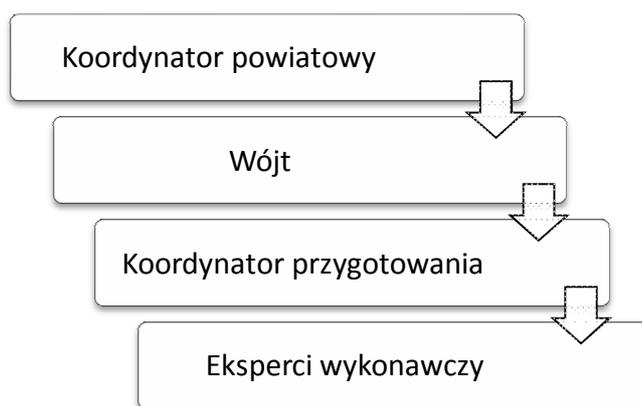 Koordynator powiatowy
Wójt
Koordynator przygotowania
Eksperci wykonawczy